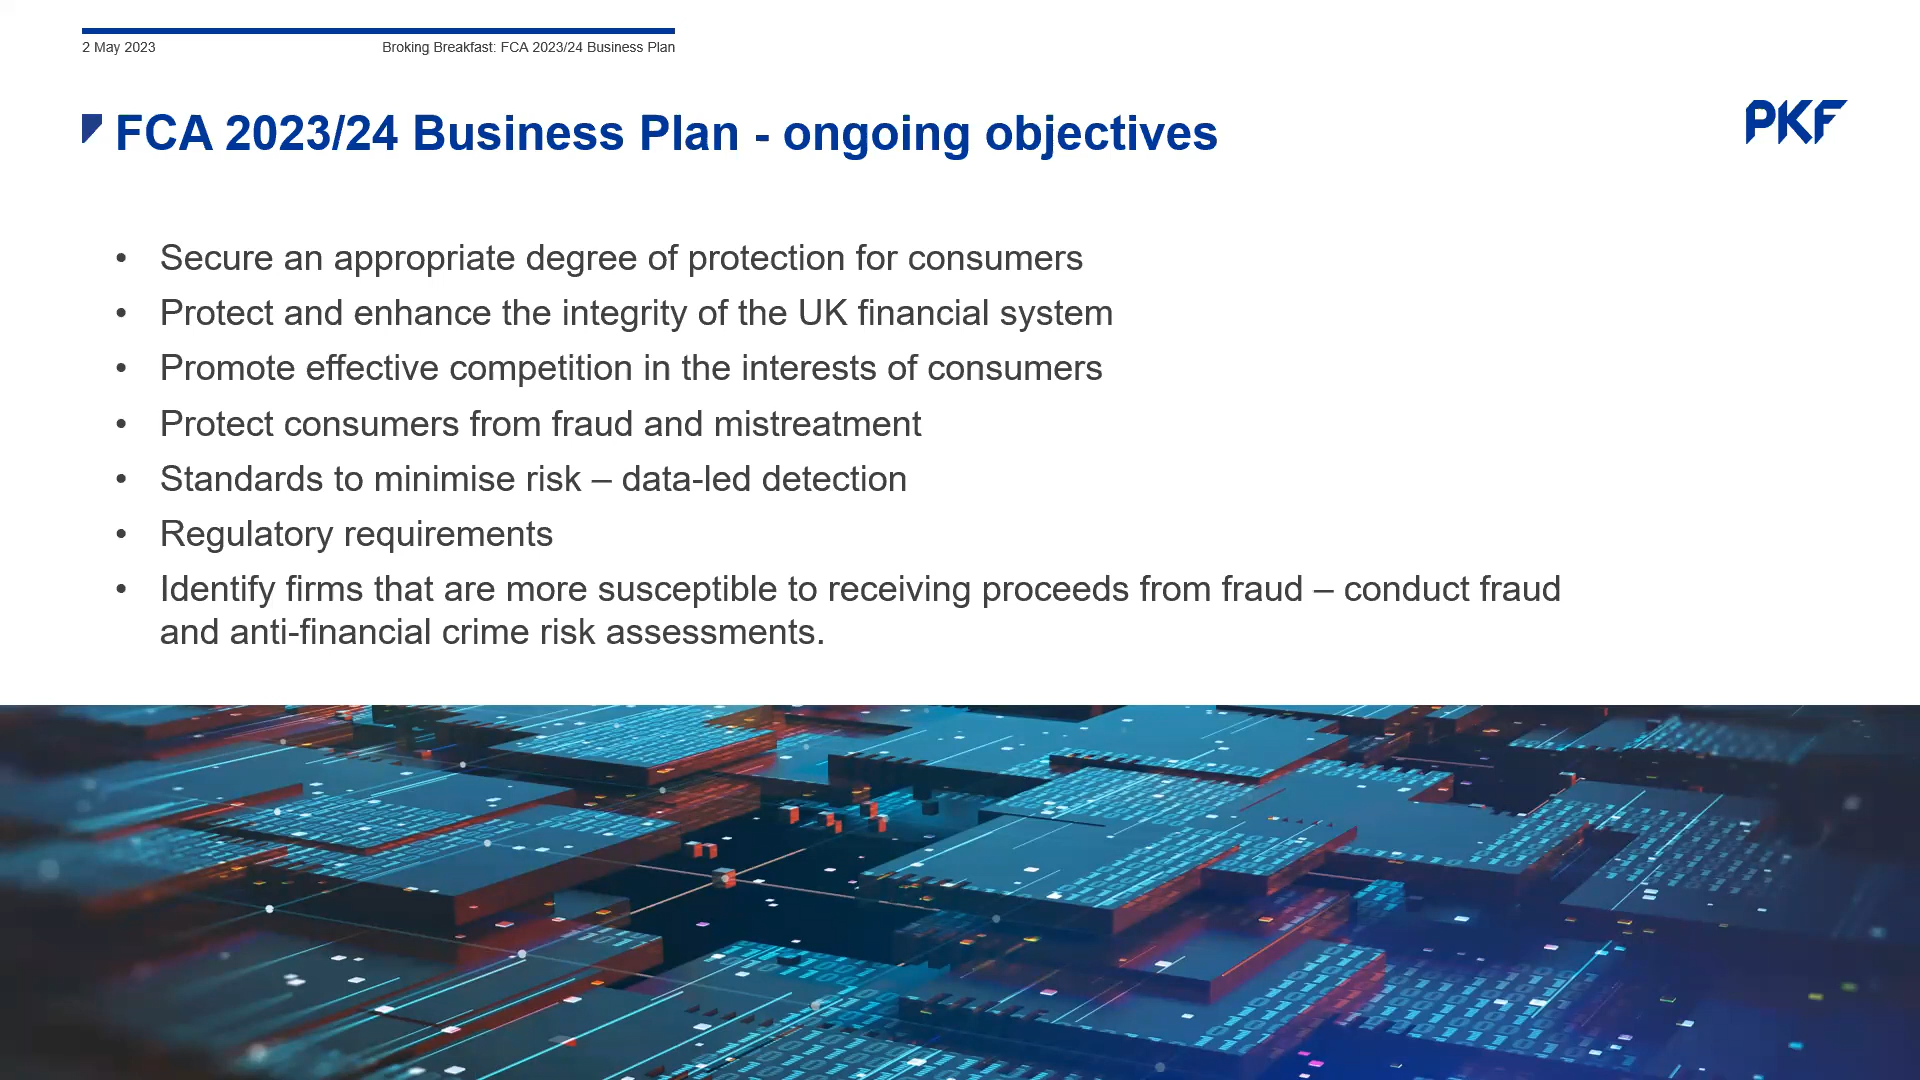 2 May 2023
Broking Breakfast: FCA 2023/24 Business Plan
FCA 2023/24 Business Plan - ongoing objectives
PKF
• Secure an appropriate degree of protection for consumers
• Protect and enhance the integrity of the UK financial system
• Promote effective competition in the interests of consumers
• Protect consumers from fraud and mistreatment
• Standards to minimise risk – data-led detection
• Regulatory requirements
• Identify firms that are more susceptible to receiving proceeds from fraud – conduct fraud
and anti-financial crime risk assessments.